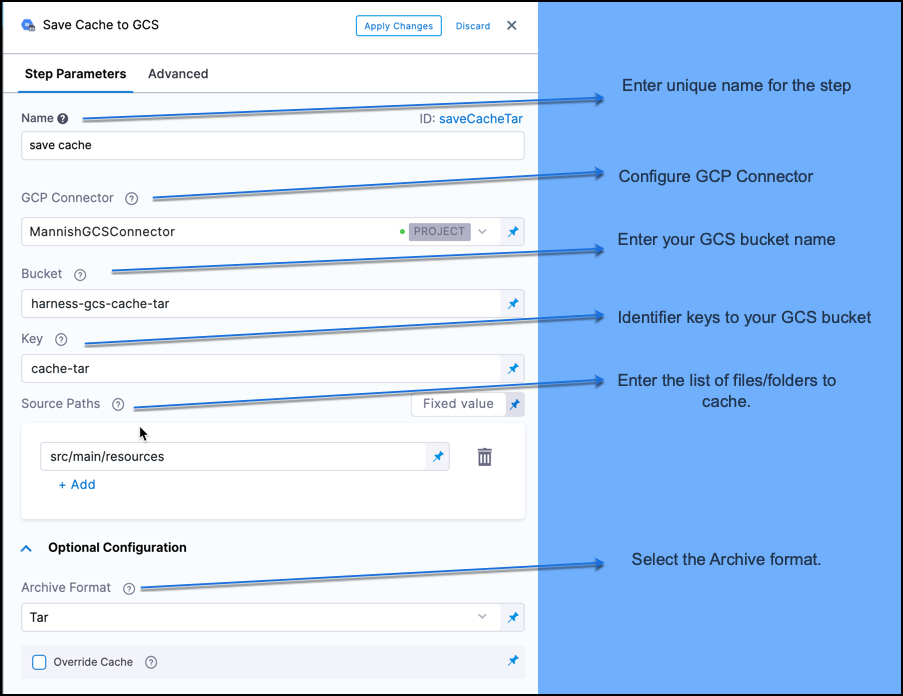 Save Cache to GCS
Apply Changes
Discard
Step Parameters
Advanced
Enter unique name for the step
Name
ID: saveCacheTar
save cache
Configure GCP Connector
GCP Connector
MannishGCSConnector
PROJECT
Enter your GCS bucket name
Bucket
harness-gcs-cache-tar
Identifier keys to your GCS bucket
Key
cache-tar
Enter the list of files/folders to
cache.
Source Paths
Fixed value
src/main/resources
+ Add
Optional Configuration
Select the Archive format.
Archive Format
Tar
Override Cache